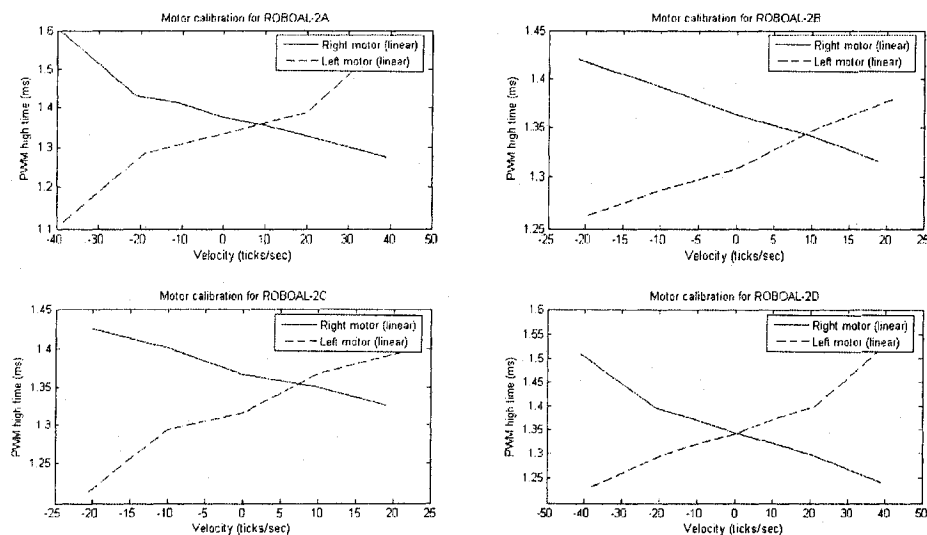 Motor calibration for ROBOAL-2A
1.6
1.5
1.4
1.3
1.2
1.1
PWM high time (ms)
Right motor (linear)
Left motor (linear)
-40 -30 -20 -10 0 10 20 30 40 50
Velocity (ticks/sec)
Motor calibration for ROBOAL-2B
1.45
1.4
1.35
1.3
1.25
PWM high time (ms)
Right motor (linear)
Left motor (linear)
-25 -20 -15 -10 -5 0 5 10 15 20 25
Velocity (ticks/sec)
Motor calibration for ROBOAL-2C
1.45
1.4
1.35
1.3
1.25
PWM high time (ms)
Right motor (linear)
Left motor (linear)
-25 -20 -15 -10 -5 0 5 10 15 20 25
Velocity (ticks/sec)
Motor calibration for ROBOAL-2D
1.6
1.55
1.5
1.45
1.4
1.35
1.3
1.25
PWM high time (ms)
Right motor (linear)
Left motor (linear)
-50 -40 -30 -20 -10 0 10 20 30 40 50
Velocity (ticks/sec)